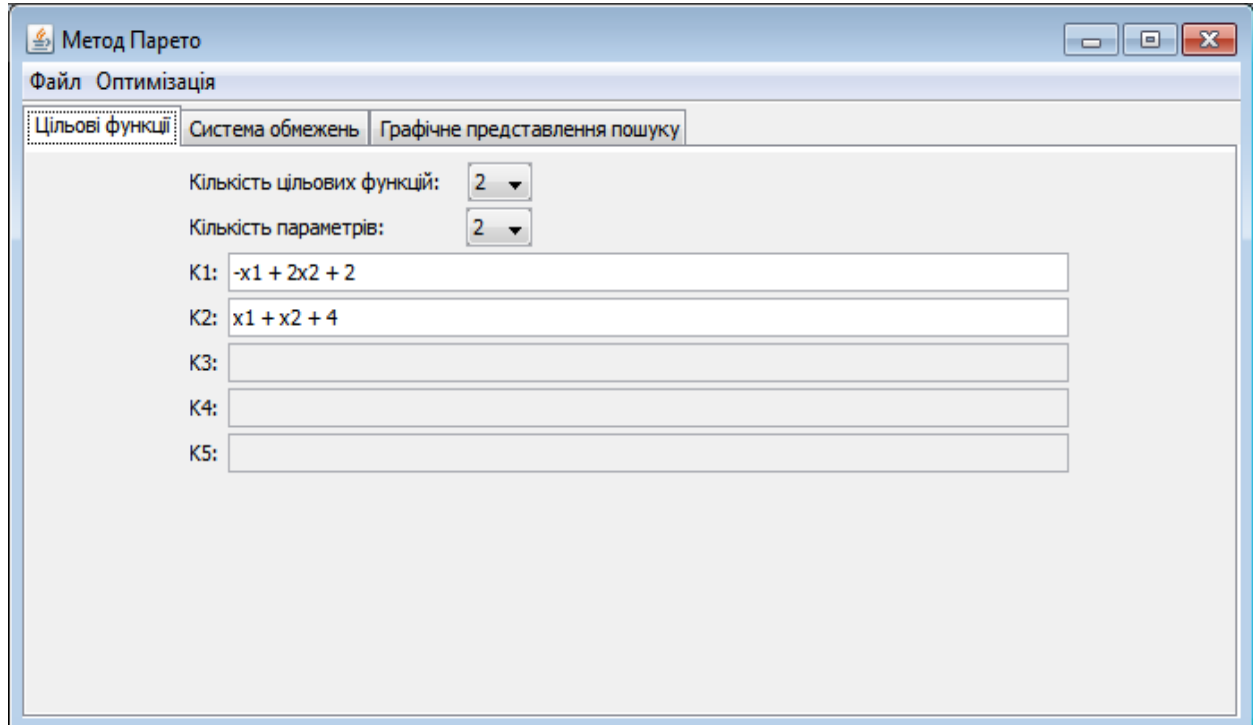 Метод Парето
Файл Оптимізація
Цільові функції Система обмежень Графічне представлення пошуку
Кількість цільових функцій: 2
Кількість параметрів: 2
K1: -x1 + 2x2 + 2
K2: x1 + x2 + 4
K3:
K4:
K5: